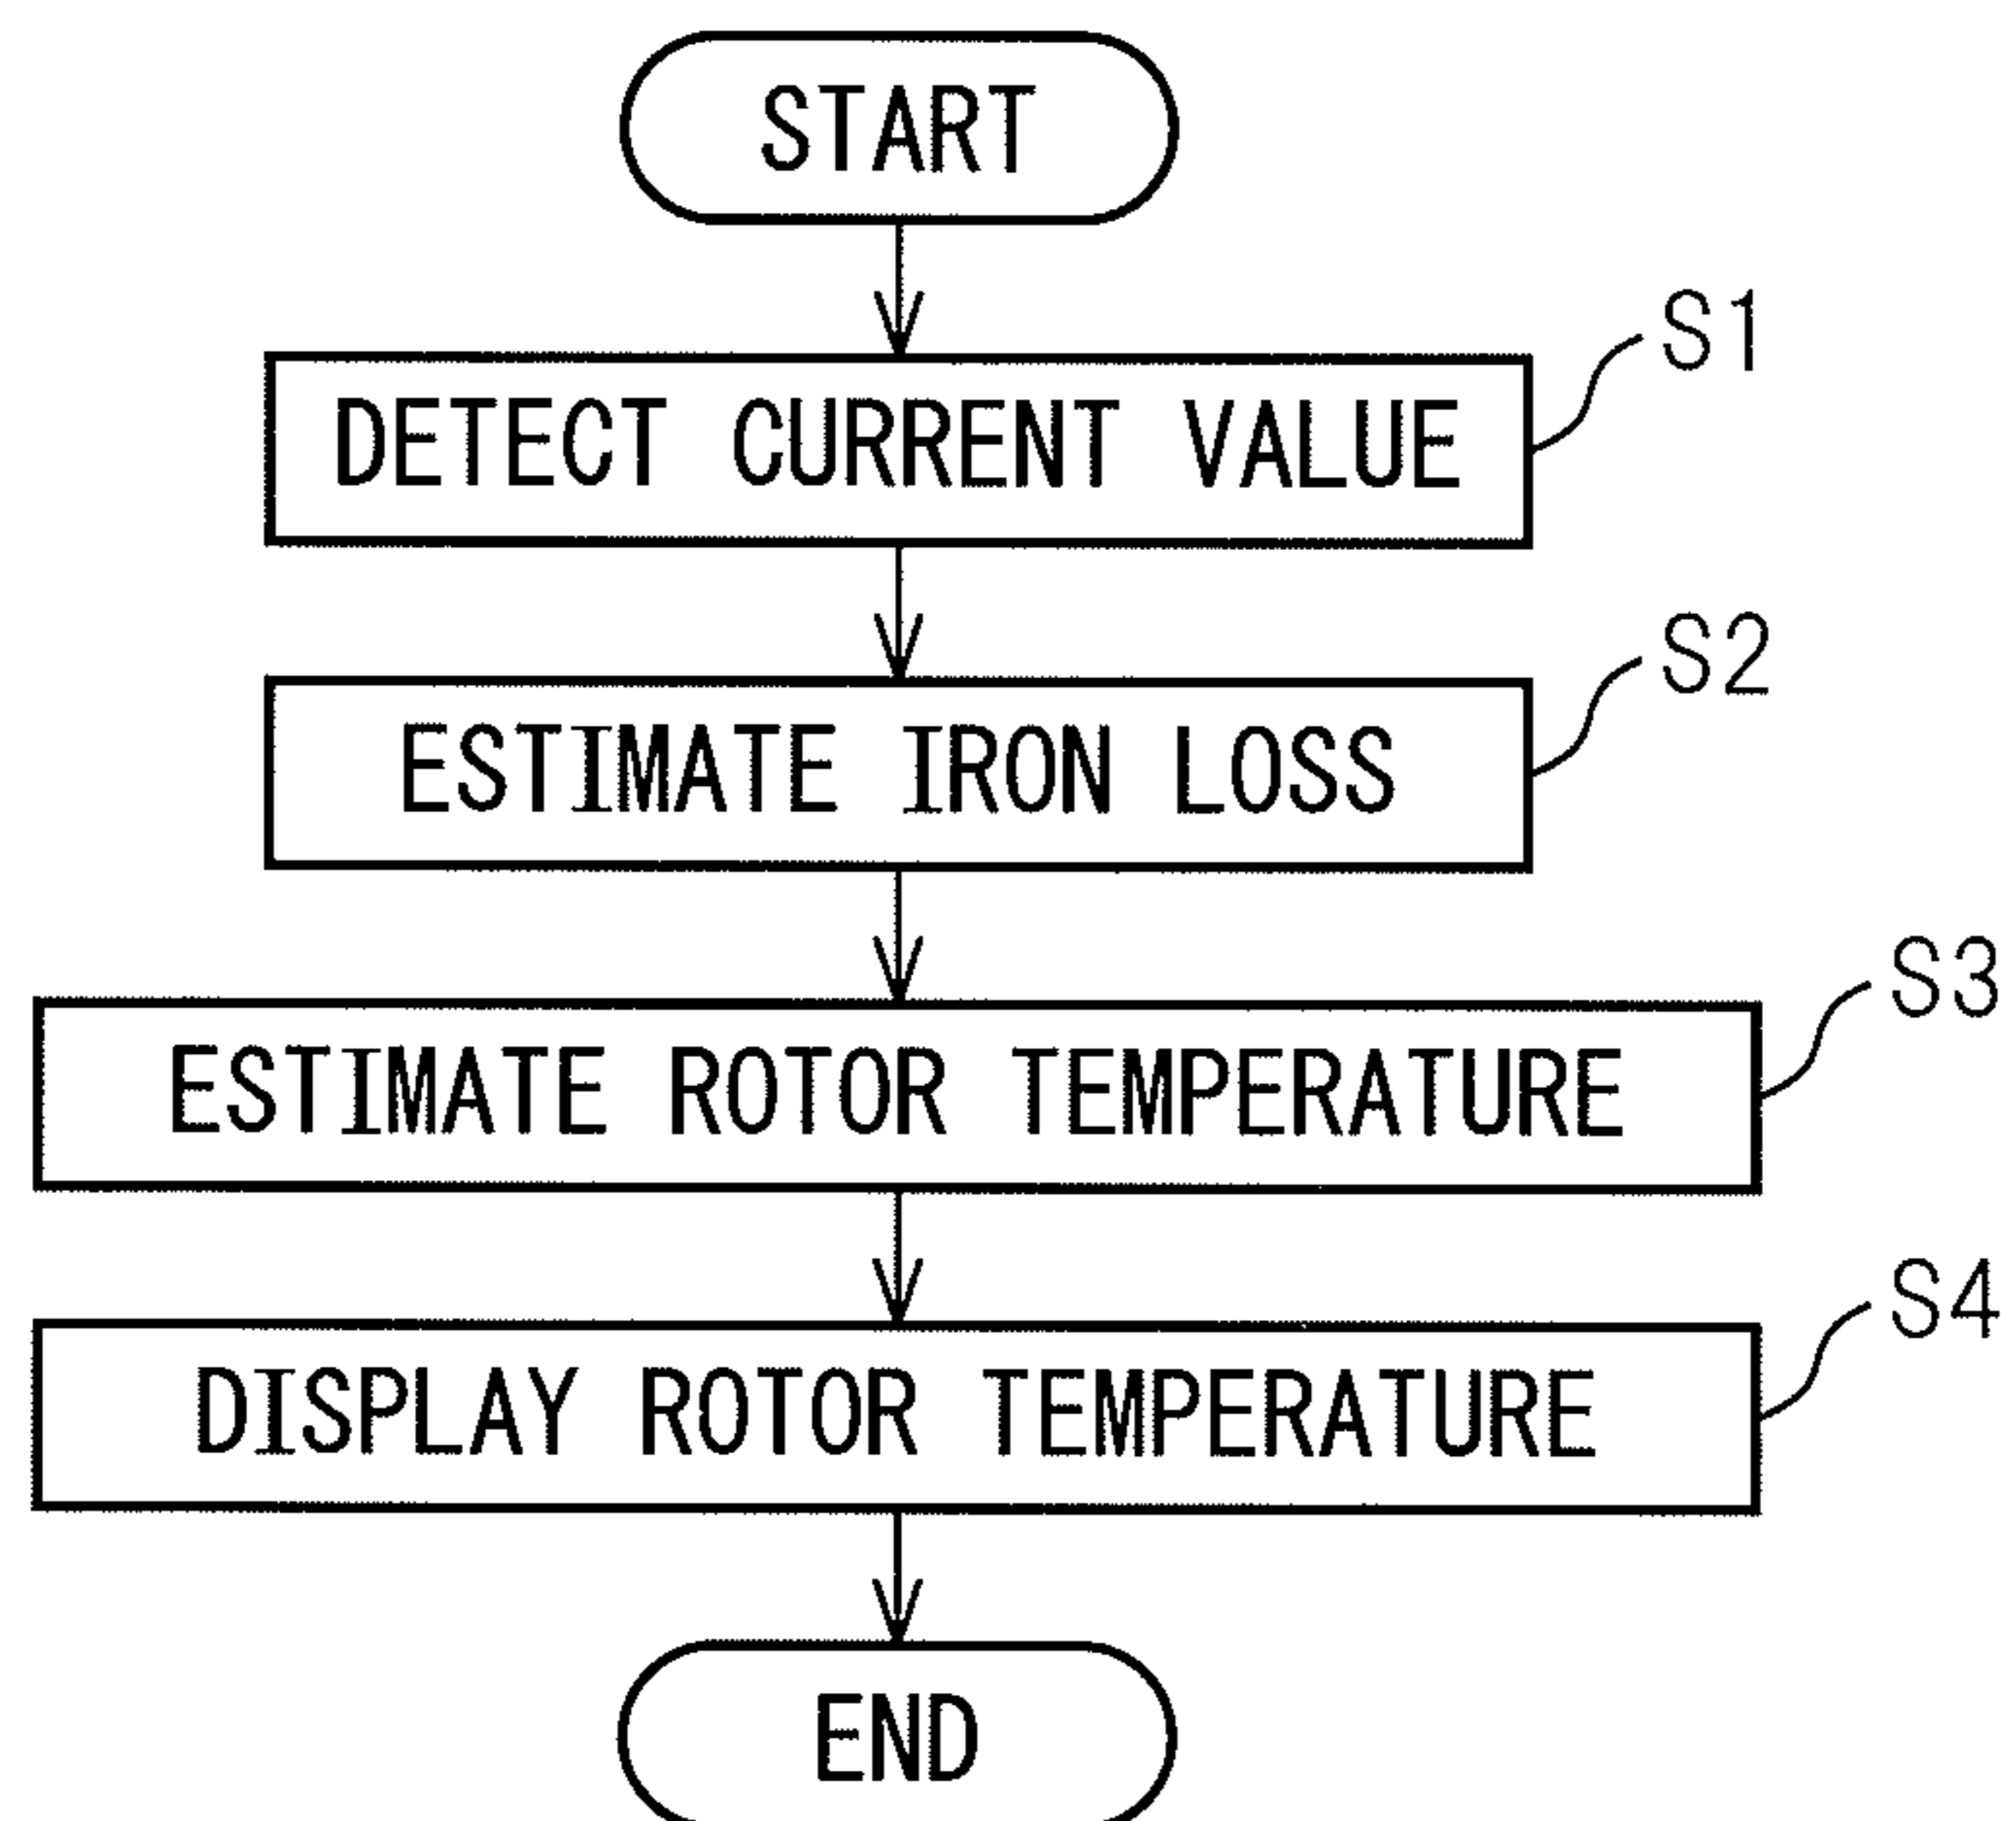 START
S1
DETECT CURRENT VALUE
S2
ESTIMATE IRON LOSS
S3
ESTIMATE ROTOR TEMPERATURE
S4
DISPLAY ROTOR TEMPERATURE
END